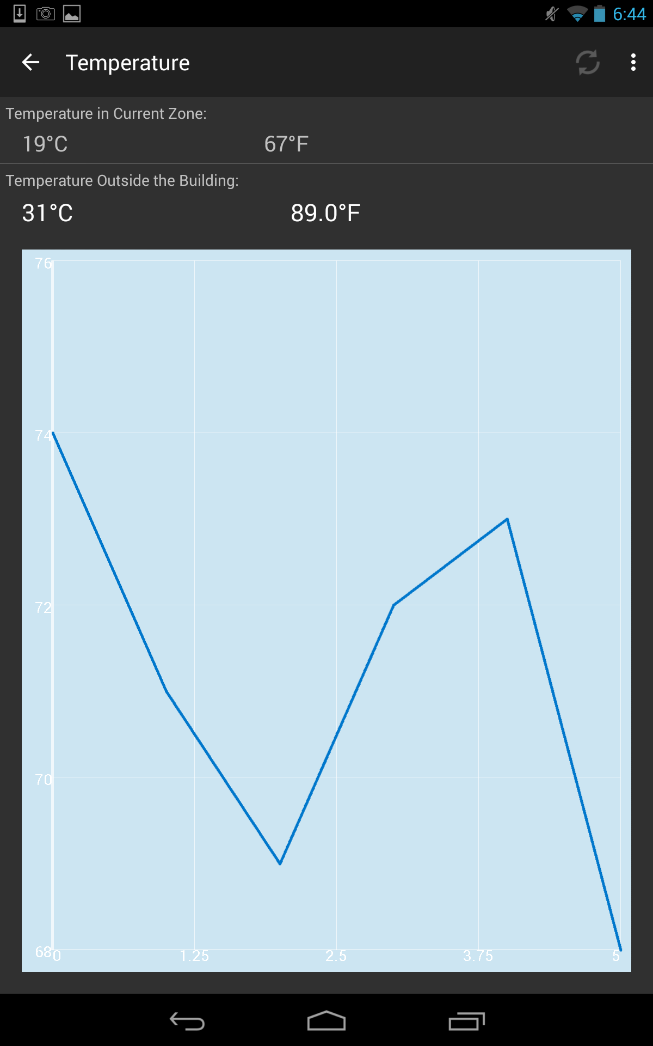 6:44
Temperature
Temperature in Current Zone:
19°C 67°F
Temperature Outside the Building:
31°C 89.0°F
76
74
72
70
68
0 1.25 2.5 3.75 5